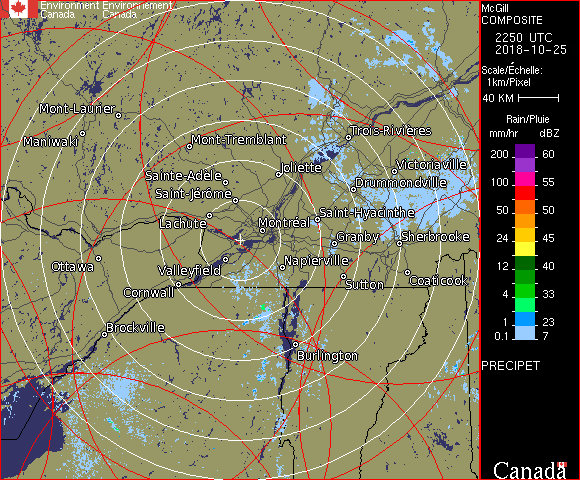 Environment Environnement
Canada Canada
McGill
COMPOSITE
2250 UTC
2018-10-25
Scale/Échelle:
1km/Pixel
40 KM
Rain/Pluie
mm/hr dBZ
200 60
100 55
50 50
24 45
12 40
4 33
1 23
0.1 7
PRECIPET
Canada
Mont-Laurier
Maniwaki
Mont-Tremblant
Trois-Rivières
Joliette
Victoriaville
Sainte-Adèle
Drummondville
Saint-Jérôme
Lachute
Saint-Hyacinthe
Montréal
Granby
Sherbrooke
Ottawa
Valleyfield
Napierville
Cornwall
Sutton
Coaticook
Brockville
Burlington